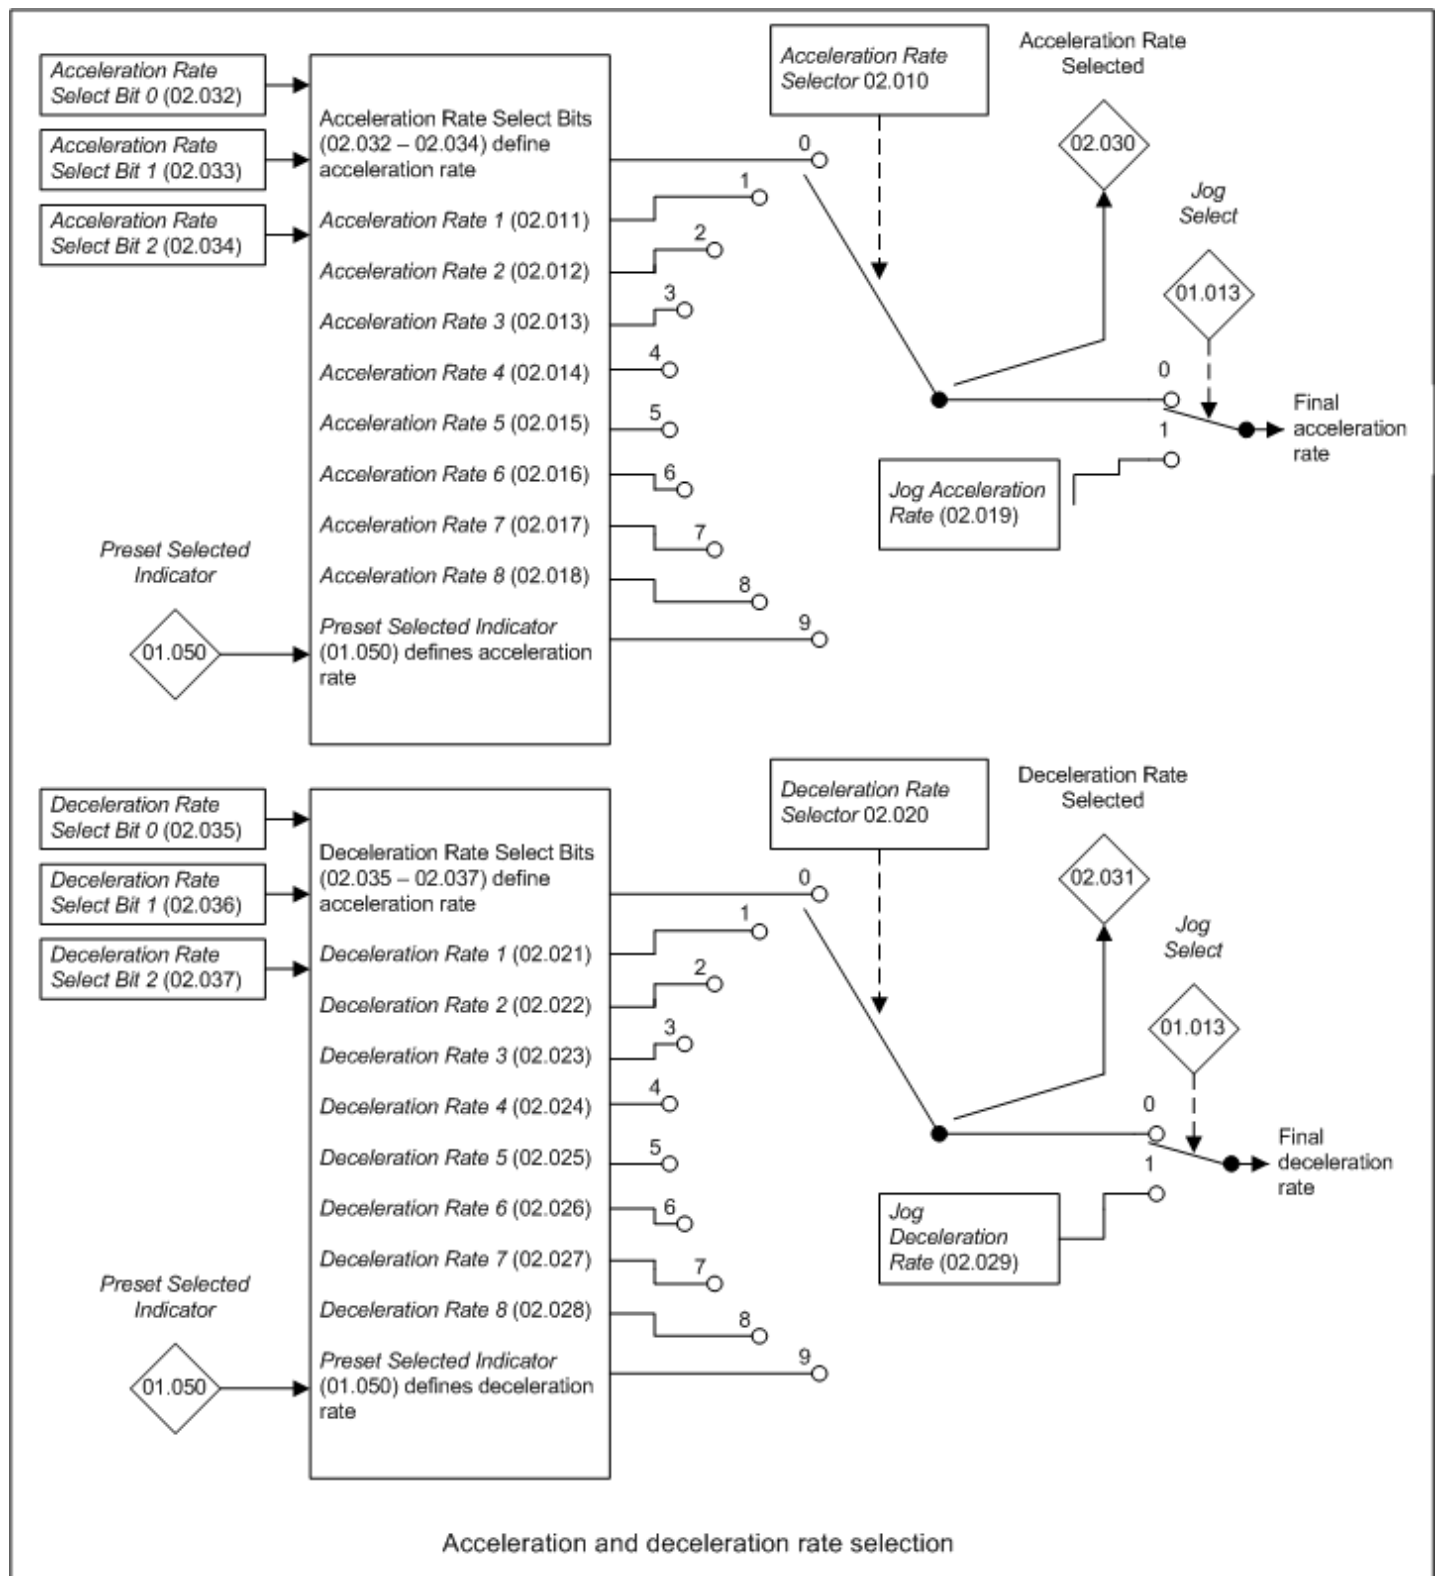 Acceleration Rate
Select Bit 0 (02.032)
Acceleration Rate
Select Bit 1 (02.033)
Acceleration Rate
Select Bit 2 (02.034)
Preset Selected
Indicator
01.050
Acceleration Rate Select Bits
(02.032 – 02.034) define
acceleration rate
Acceleration Rate 1 (02.011)
Acceleration Rate 2 (02.012)
Acceleration Rate 3 (02.013)
Acceleration Rate 4 (02.014)
Acceleration Rate 5 (02.015)
Acceleration Rate 6 (02.016)
Acceleration Rate 7 (02.017)
Acceleration Rate 8 (02.018)
Preset Selected Indicator
(01.050) defines acceleration
rate
0
1
2
3
4
5
6
7
8
9
Acceleration Rate
Selector 02.010
Acceleration Rate
Selected
02.030
Jog
Select
01.013
0
1
Jog Acceleration
Rate (02.019)
Final
acceleration
rate
Deceleration Rate
Select Bit 0 (02.035)
Deceleration Rate
Select Bit 1 (02.036)
Deceleration Rate
Select Bit 2 (02.037)
Preset Selected
Indicator
01.050
Deceleration Rate Select Bits
(02.035 – 02.037) define
acceleration rate
Deceleration Rate 1 (02.021)
Deceleration Rate 2 (02.022)
Deceleration Rate 3 (02.023)
Deceleration Rate 4 (02.024)
Deceleration Rate 5 (02.025)
Deceleration Rate 6 (02.026)
Deceleration Rate 7 (02.027)
Deceleration Rate 8 (02.028)
Preset Selected Indicator
(01.050) defines deceleration
rate
0
1
2
3
4
5
6
7
8
9
Deceleration Rate
Selector 02.020
Deceleration Rate
Selected
02.031
Jog
Select
01.013
0
1
Jog
Deceleration
Rate (02.029)
Final
deceleration
rate
Acceleration and deceleration rate selection